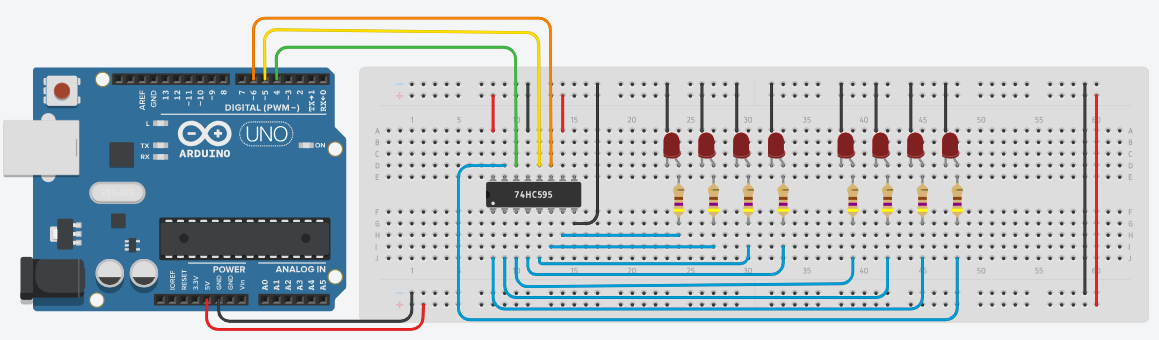 AREF
GND
13
12
~11
~10
~9
8
7
~6
~5
4
~3
2
TX→1
RX←0
DIGITAL (PWM~)
L
TX
RX
ARDUINO
UNO
ON
IOREF
RESET
3.3V
5V
GND
GND
Vin
POWER
ANALOG IN
A0
A1
A2
A3
A4
A5
- -
+ +
1 5 10 15 20 25 30 35 40 45 50 55 60
A A
B B
C C
D D
E E
74HC595
F F
G G
H H
I I
J J
1 10 15 20 25 30 35 40 45 50 55 60
- -
+ +